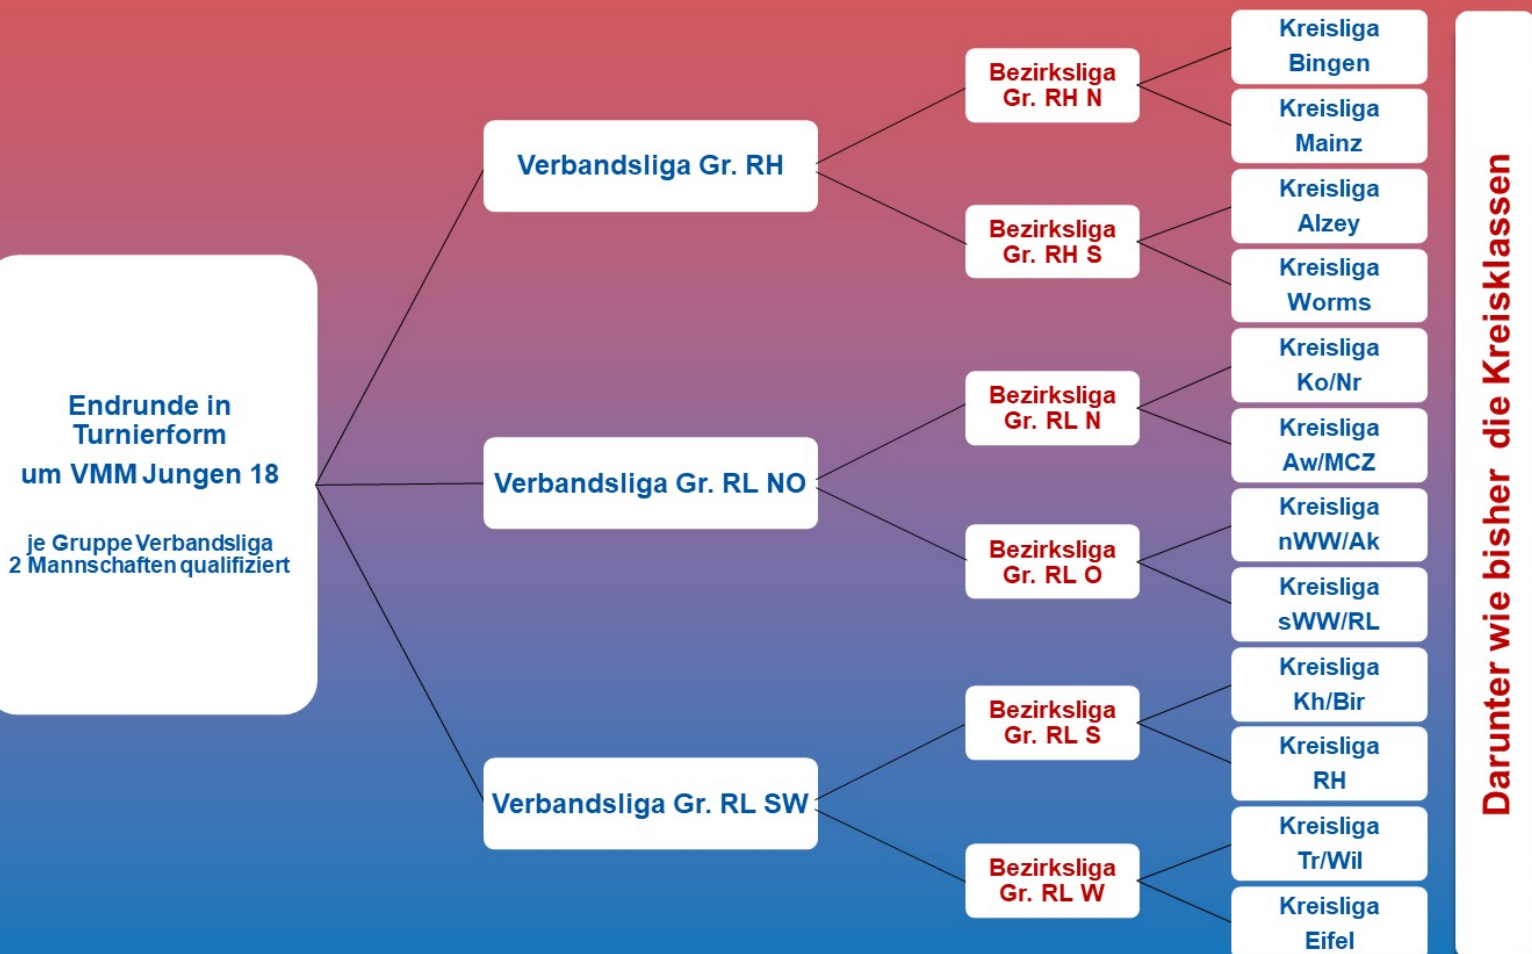 Endrunde in
Turnierform
um VMM Jungen 18
je Gruppe Verbandsliga
2 Mannschaften qualifiziert
Verbandsliga Gr. RH
Verbandsliga Gr. RL NO
Verbandsliga Gr. RL SW
Bezirksliga
Gr. RH N
Bezirksliga
Gr. RH S
Bezirksliga
Gr. RL N
Bezirksliga
Gr. RL O
Bezirksliga
Gr. RL S
Bezirksliga
Gr. RL W
Kreisliga
Bingen
Kreisliga
Mainz
Kreisliga
Alzey
Kreisliga
Worms
Kreisliga
Ko/Nr
Kreisliga
Aw/MCZ
Kreisliga
nWW/Ak
Kreisliga
sWW/RL
Kreisliga
Kh/Bir
Kreisliga
RH
Kreisliga
Tr/Wil
Kreisliga
Eifel
Darunter wie bisher die Kreisklassen